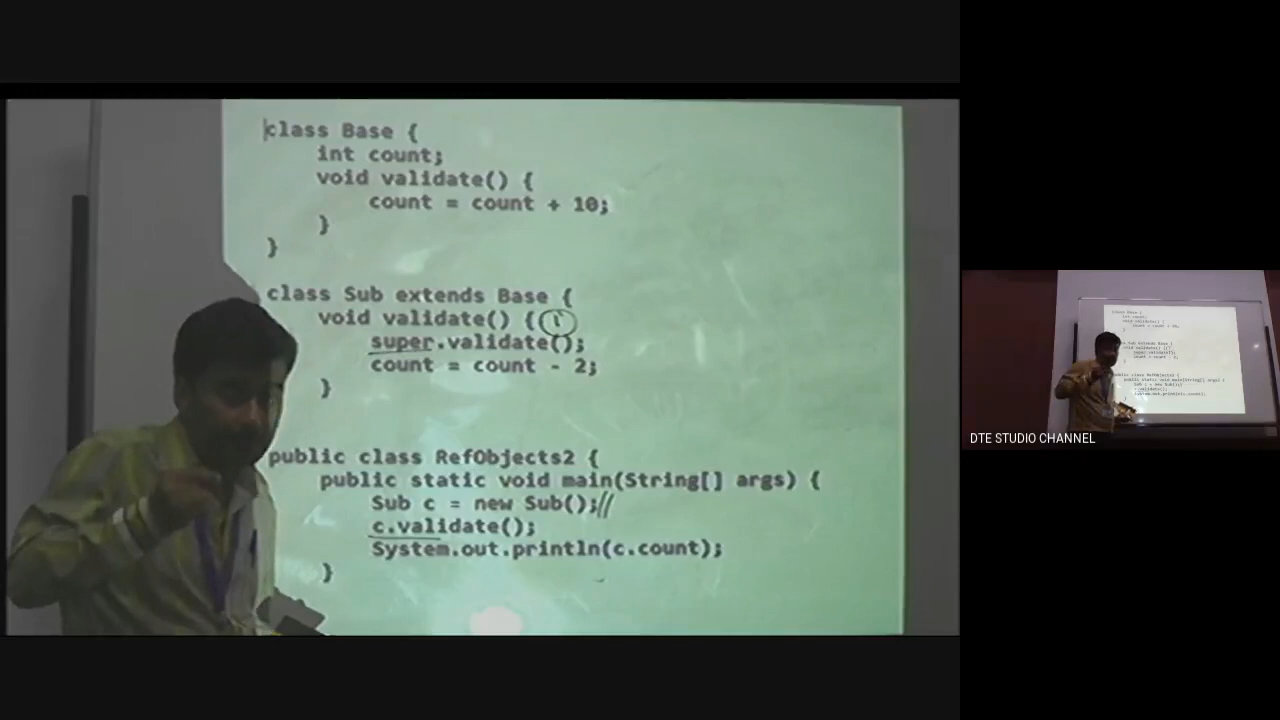 class Base {
int count;
void validate() {
count = count + 10;
}
}
class Sub extends Base {
void validate() {
super.validate();
count = count - 2;
}
public class RefObjects2 {
public static void main(String[] args) {
Sub c = new Sub();//
c.validate();
System.out.println(c.count);
}
DTE STUDIO CHANNEL